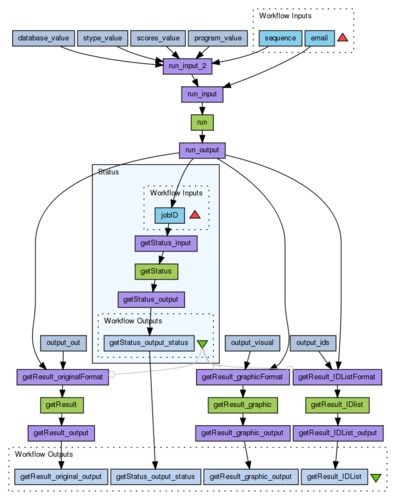 Workflow Inputs
database_value
stype_value
scores_value
program_value
sequence
email
run_input_2
run_input
run
run_output
Status
Workflow Inputs
jobID
getStatus_input
getStatus
getStatus_output
Workflow Outputs
output_out
getStatus_output_status
output_visual
output_ids
getResult_originalFormat
getResult_graphicFormat
getResult_IDListFormat
getResult
getResult_graphic
getResult_IDlist
getResult_output
getResult_graphic_output
getResult_IDList_output
Workflow Outputs
getResult_original_output
getStatus_output_status
getResult_graphic_output
getResult_IDList